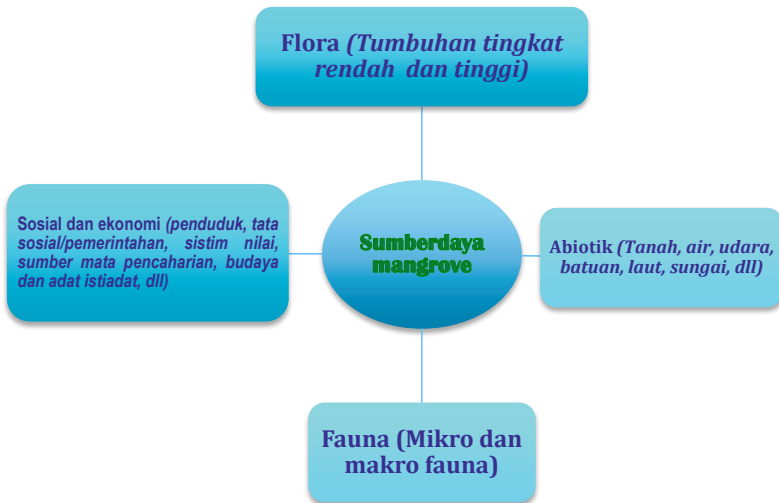 Flora (Tumbuhan tingkat
rendah dan tinggi)
Sosial dan ekonomi (penduduk, tata
sosial/pemerintahan, sistim nilai,
sumber mata pencaharian, budaya
dan adat istiadat, dll)
Sumberdaya
mangrove
Abiotik (Tanah, air, udara,
batuan, laut, sungai, dll)
Fauna (Mikro dan
makro fauna)